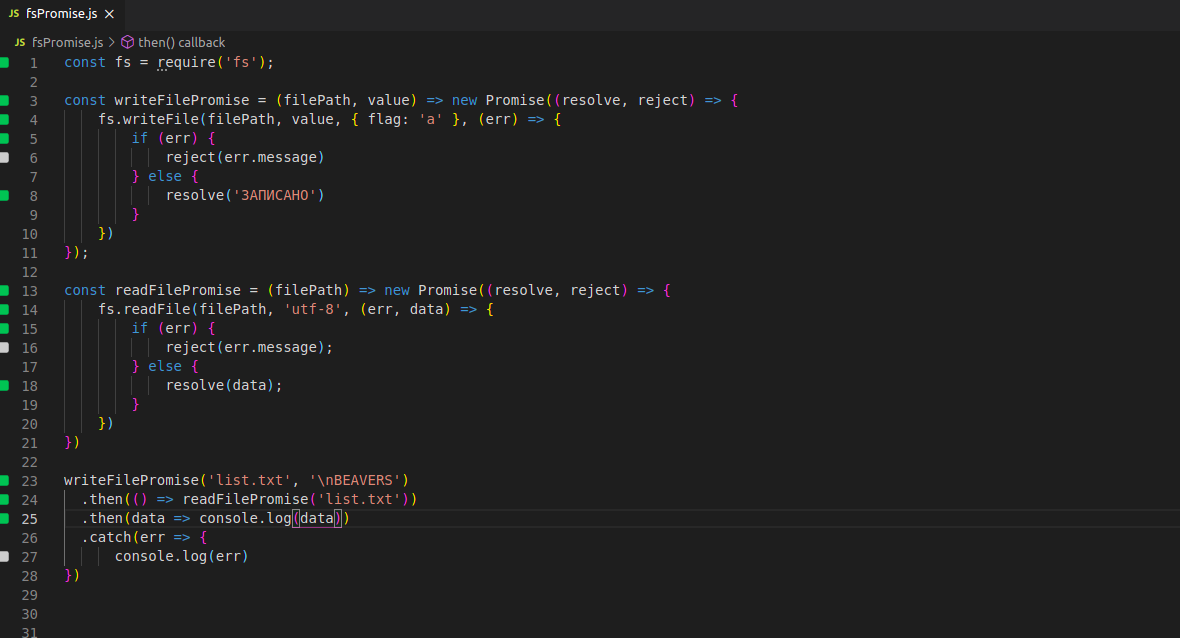 JS fsPromise.js ×
JS fsPromise.js > then() callback
1 const fs = require('fs');
2
3 const writeFilePromise = (filePath, value) => new Promise((resolve, reject) => {
4     fs.writeFile(filePath, value, { flag: 'a' }, (err) => {
5         if (err) {
6             reject(err.message)
7         } else {
8             resolve('ЗАПИСАНО')
9         }
10     })
11 });
12
13 const readFilePromise = (filePath) => new Promise((resolve, reject) => {
14     fs.readFile(filePath, 'utf-8', (err, data) => {
15         if (err) {
16             reject(err.message);
17         } else {
18             resolve(data);
19         }
20     })
21 })
22
23 writeFilePromise('list.txt', '\nBEAVERS')
24   .then(() => readFilePromise('list.txt'))
25   .then(data => console.log(data))
26   .catch(err => {
27       console.log(err)
28 })
29
30
31